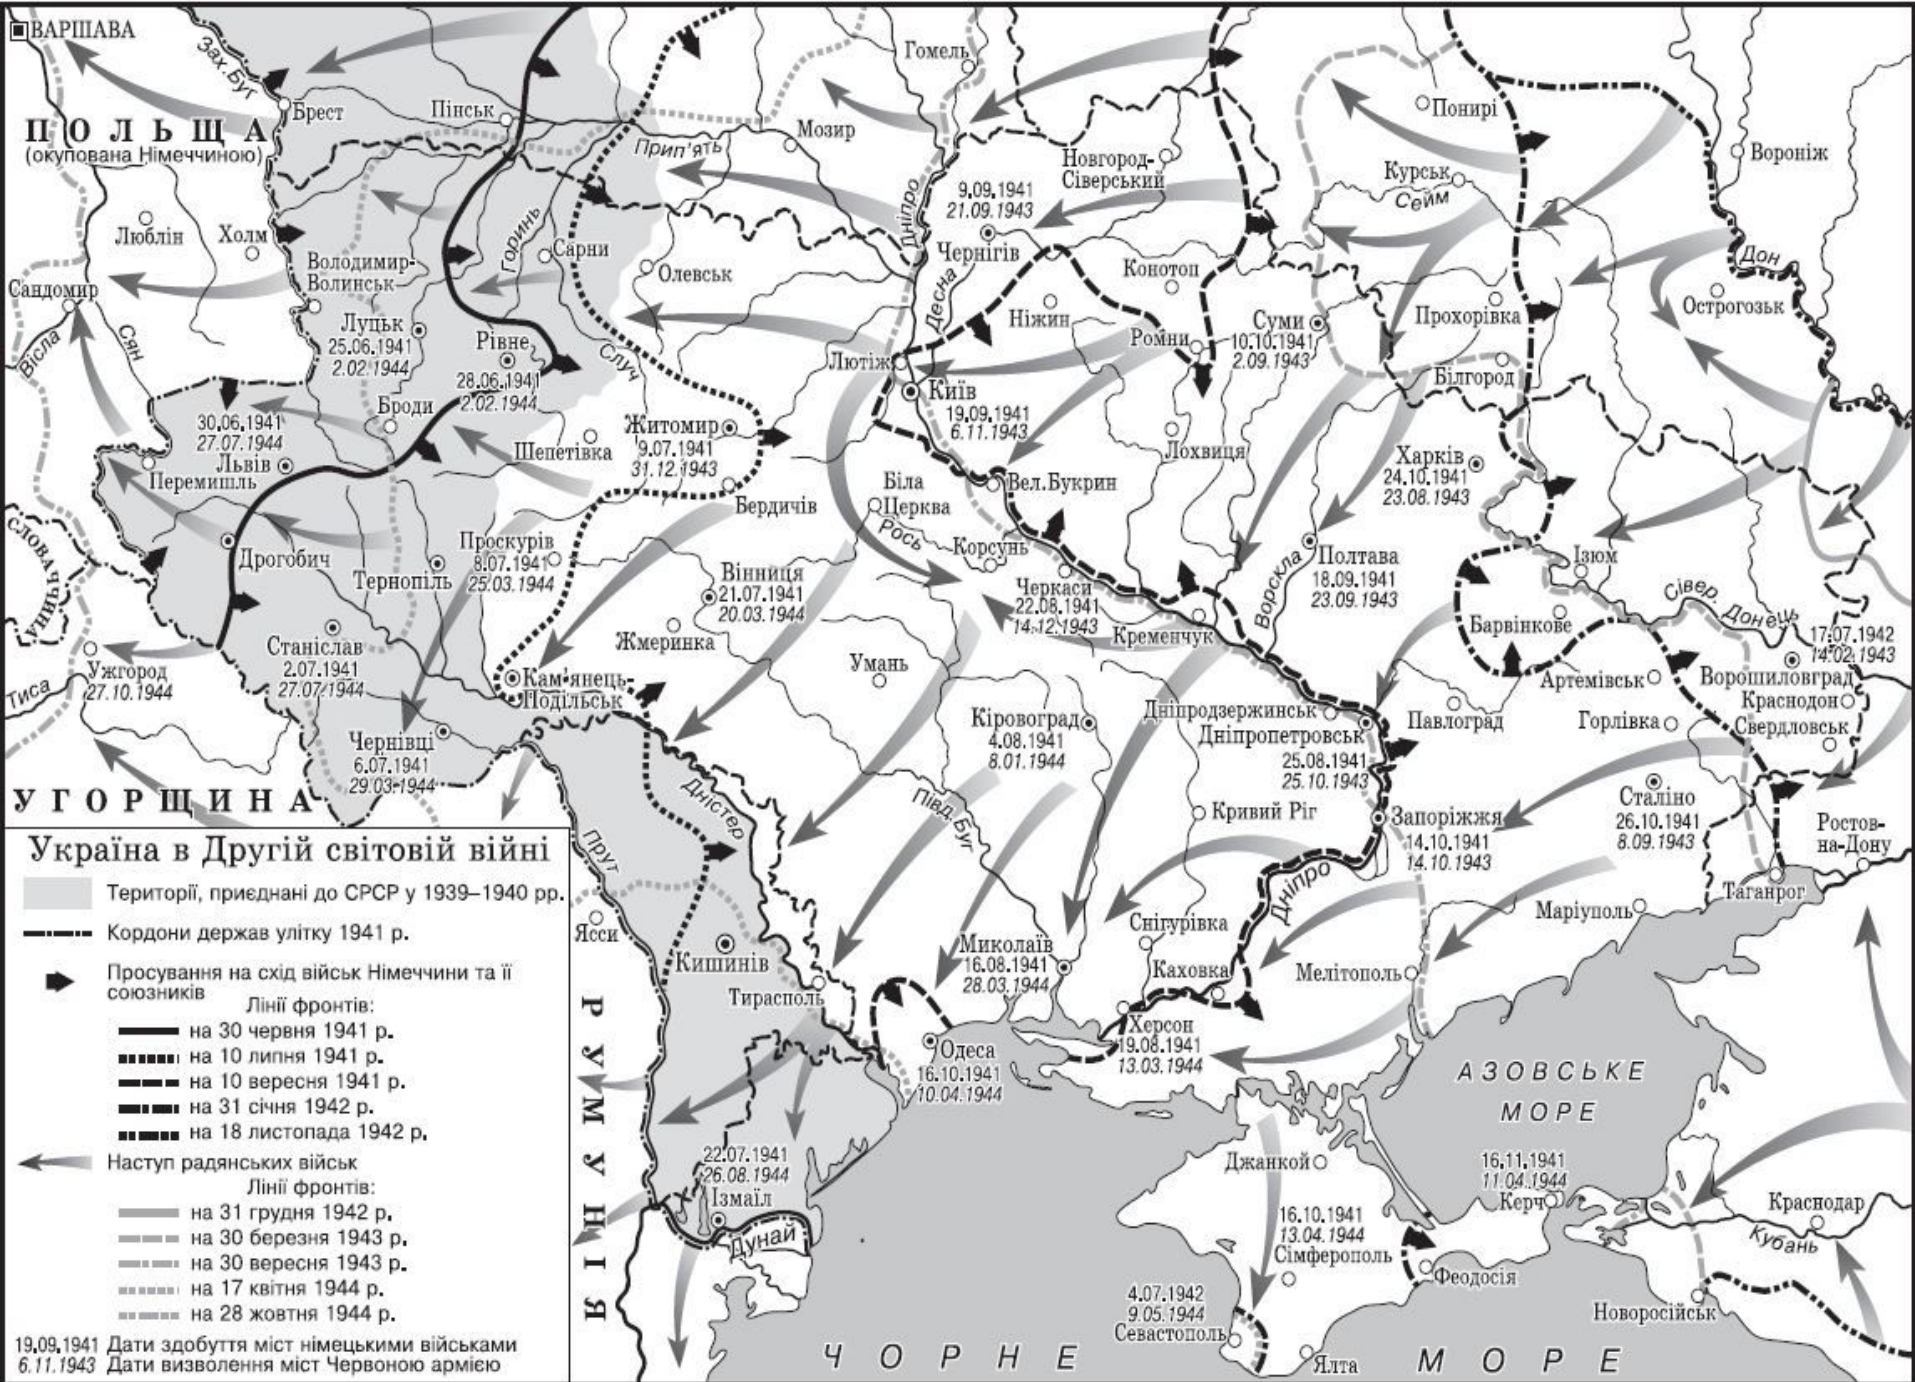 ВАРШАВА
Зах.Буг
Брест
Пінськ
Гомель
Мозир
Прип'ять
ПОЛЬЩА
(окупована Німеччиною)
Понирі
Вороніж
Новгород-
Сіверський
Курськ
Сейм
Дніпро
9.09.1941
21.09.1943
Чернігів
Люблін
Холм
Володимир-
Волинськ
Горинь
Сарни
Олевськ
Десна
Конотоп
Ніжин
Дон
Острогозьк
Сандомир
Вісла
Сян
Луцьк
25.06.1941
2.02.1944
Рівне
28.06.1941
2.02.1944
Случ
Лютіж
Ромни
Суми
10.10.1941
2.09.1943
Прохорівка
Білгород
Київ
19.09.1941
6.11.1943
30.06.1941
27.07.1944
Львів
Броди
Шепетівка
Житомир
9.07.1941
31.12.1943
Бердичів
Перемишль
Лохвиця
Харків
24.10.1941
23.08.1943
Біла
Церква
Вел.Букрин
Рось
Корсунь
СЛОВАЧ-
ЧИНЬКА
Дрогобич
Тернопіль
Проскурів
8.07.1941
25.03.1944
Вінниця
21.07.1941
20.03.1944
Черкаси
22.08.1941
14.12.1943
Кременчук
Ворскла
Полтава
18.09.1941
23.09.1943
Ізюм
Сівер. Донець
Барвінкове
17.07.1942
14.02.1943
Ворошиловград
Ужгород
27.10.1944
Тиса
Станіслав
2.07.1941
27.07.1944
Жмеринка
Умань
Кам'янець-
Подільськ
Артемівськ
Краснодон
Свердловськ
Горлівка
Павлоград
Дніпродзержинськ
Дніпропетровськ
25.08.1941
25.10.1943
Кіровоград
4.08.1941
8.01.1944
Чернівці
6.07.1941
29.03.1944
УГОРЩИНА
Дністер
Прут
Півд.Буг
Кривий Ріг
Запоріжжя
14.10.1941
14.10.1943
Сталіно
26.10.1941
8.09.1943
Ростов-
на-Дону
Таганрог
Маріуполь
Дніпро
Снігурівка
Каховка
Мелітополь
Миколаїв
16.08.1941
28.03.1944
Херсон
19.08.1941
13.03.1944
Ясси
Кишинів
Тирасполь
Одеса
16.10.1941
10.04.1944
РУМУНІЯ
АЗОВСЬКЕ
МОРЕ
22.07.1941
26.08.1944
Ізмаїл
Дунай
Джанкой
16.11.1941
11.04.1944
Керч
Краснодар
Кубань
16.10.1941
13.04.1944
Сімферополь
Феодосія
Новоросійськ
4.07.1942
9.05.1944
Севастополь
Ялта
ЧОРНЕ МОРЕ
Україна в Другій світовій війні
Території, приєднані до СРСР у 1939–1940 рр.
Кордони держав улітку 1941 р.
Просування на схід військ Німеччини та її
союзників
Лінії фронтів:
на 30 червня 1941 р.
на 10 липня 1941 р.
на 10 вересня 1941 р.
на 31 січня 1942 р.
на 18 листопада 1942 р.
Наступ радянських військ
Лінії фронтів:
на 31 грудня 1942 р.
на 30 березня 1943 р.
на 30 вересня 1943 р.
на 17 квітня 1944 р.
на 28 жовтня 1944 р.
19.09.1941 Дати здобуття міст німецькими військами
6.11.1943 Дати визволення міст Червоною армією